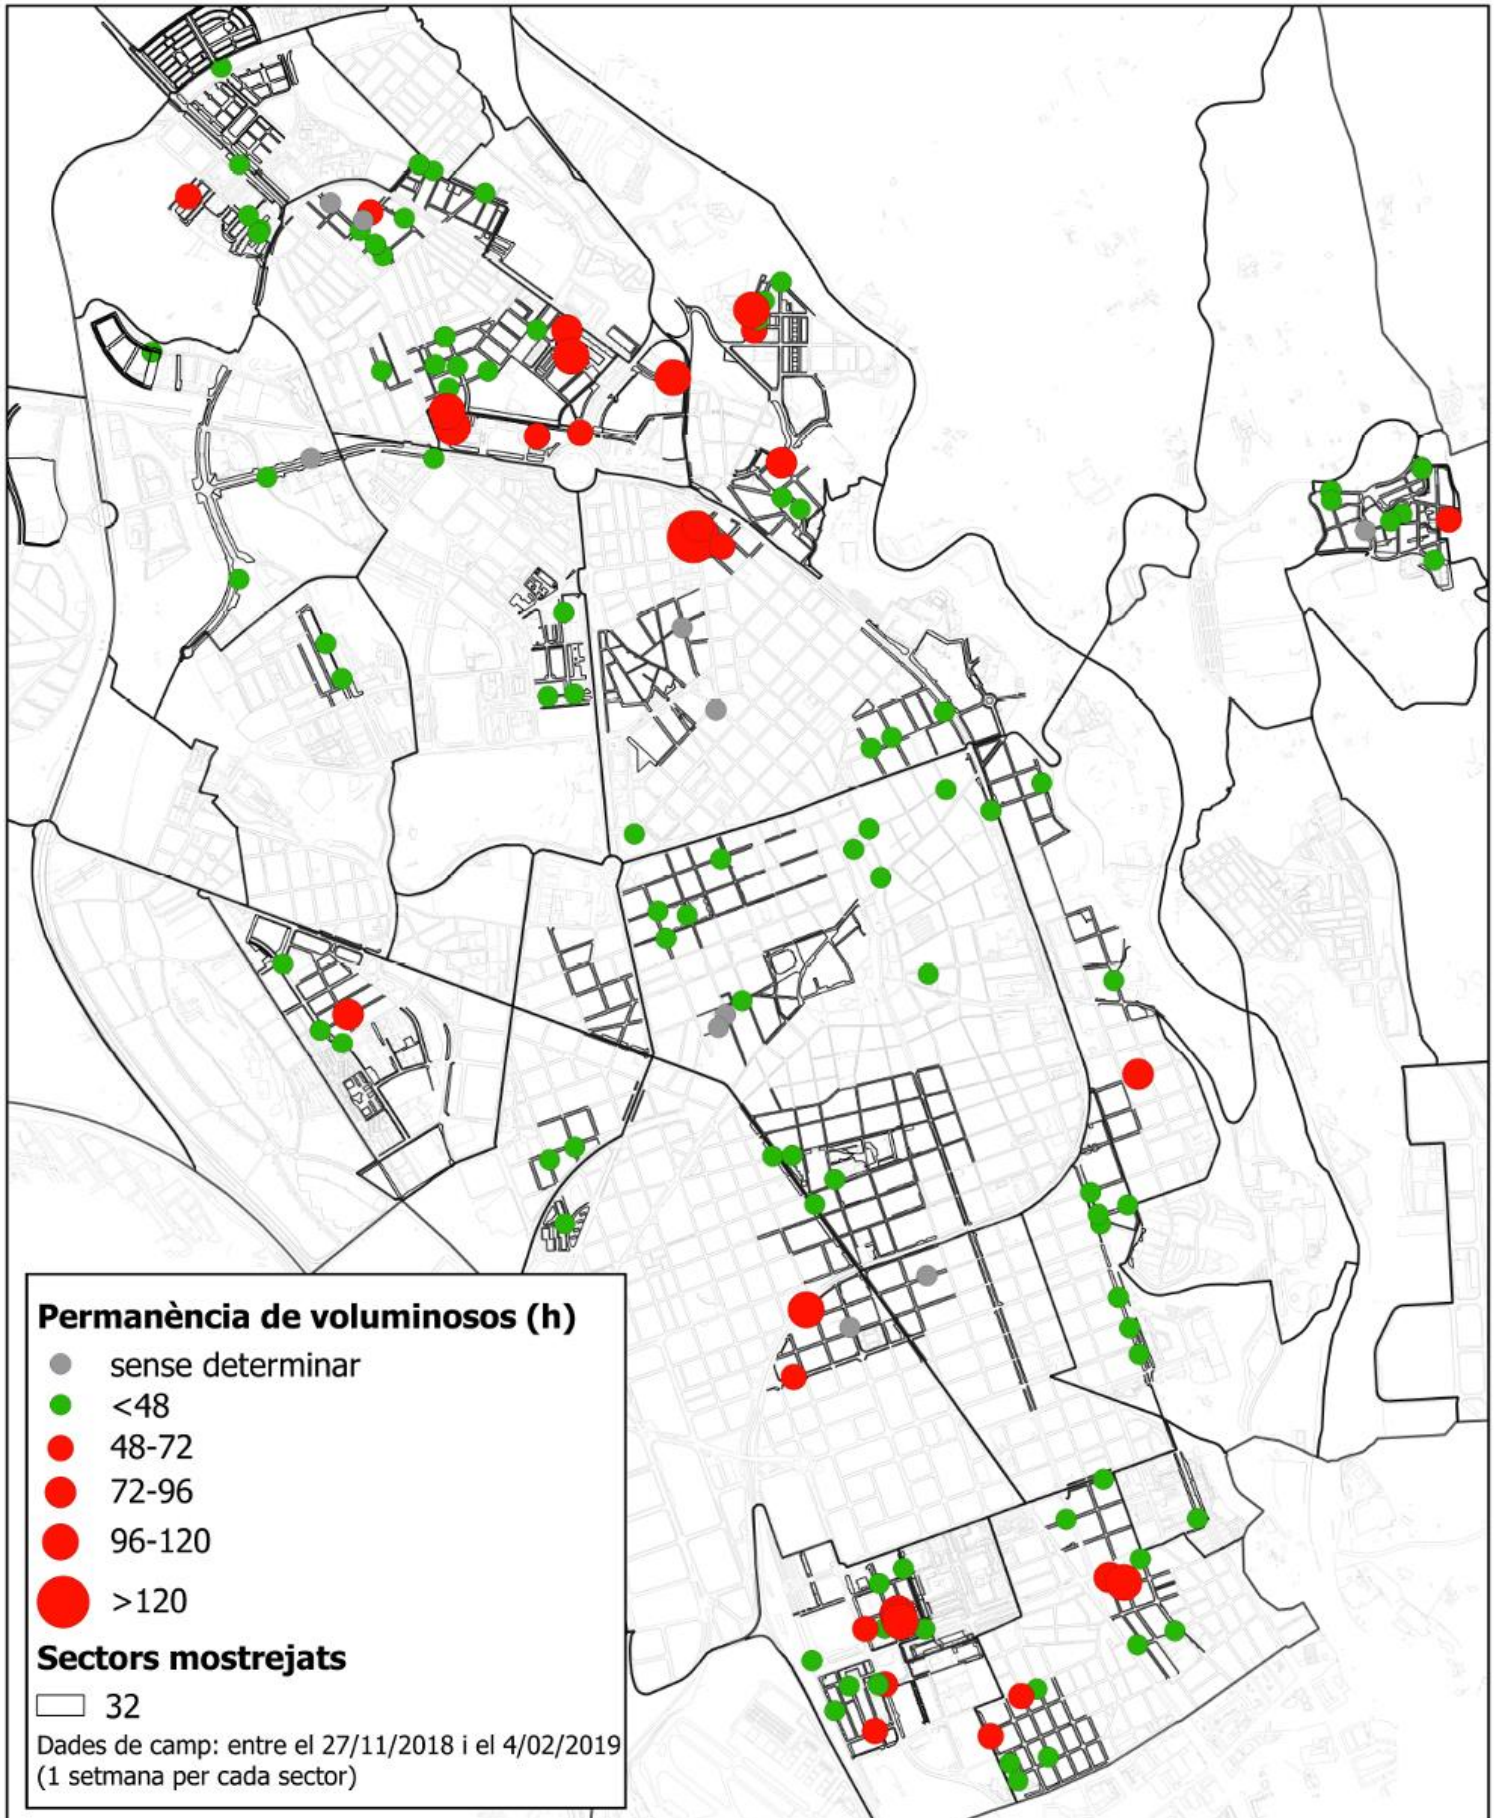 Permanència de voluminosos (h)
sense determinar
<48
48-72
72-96
96-120
>120
Sectors mostrejats
32
Dades de camp: entre el 27/11/2018 i el 4/02/2019
(1 setmana per cada sector)